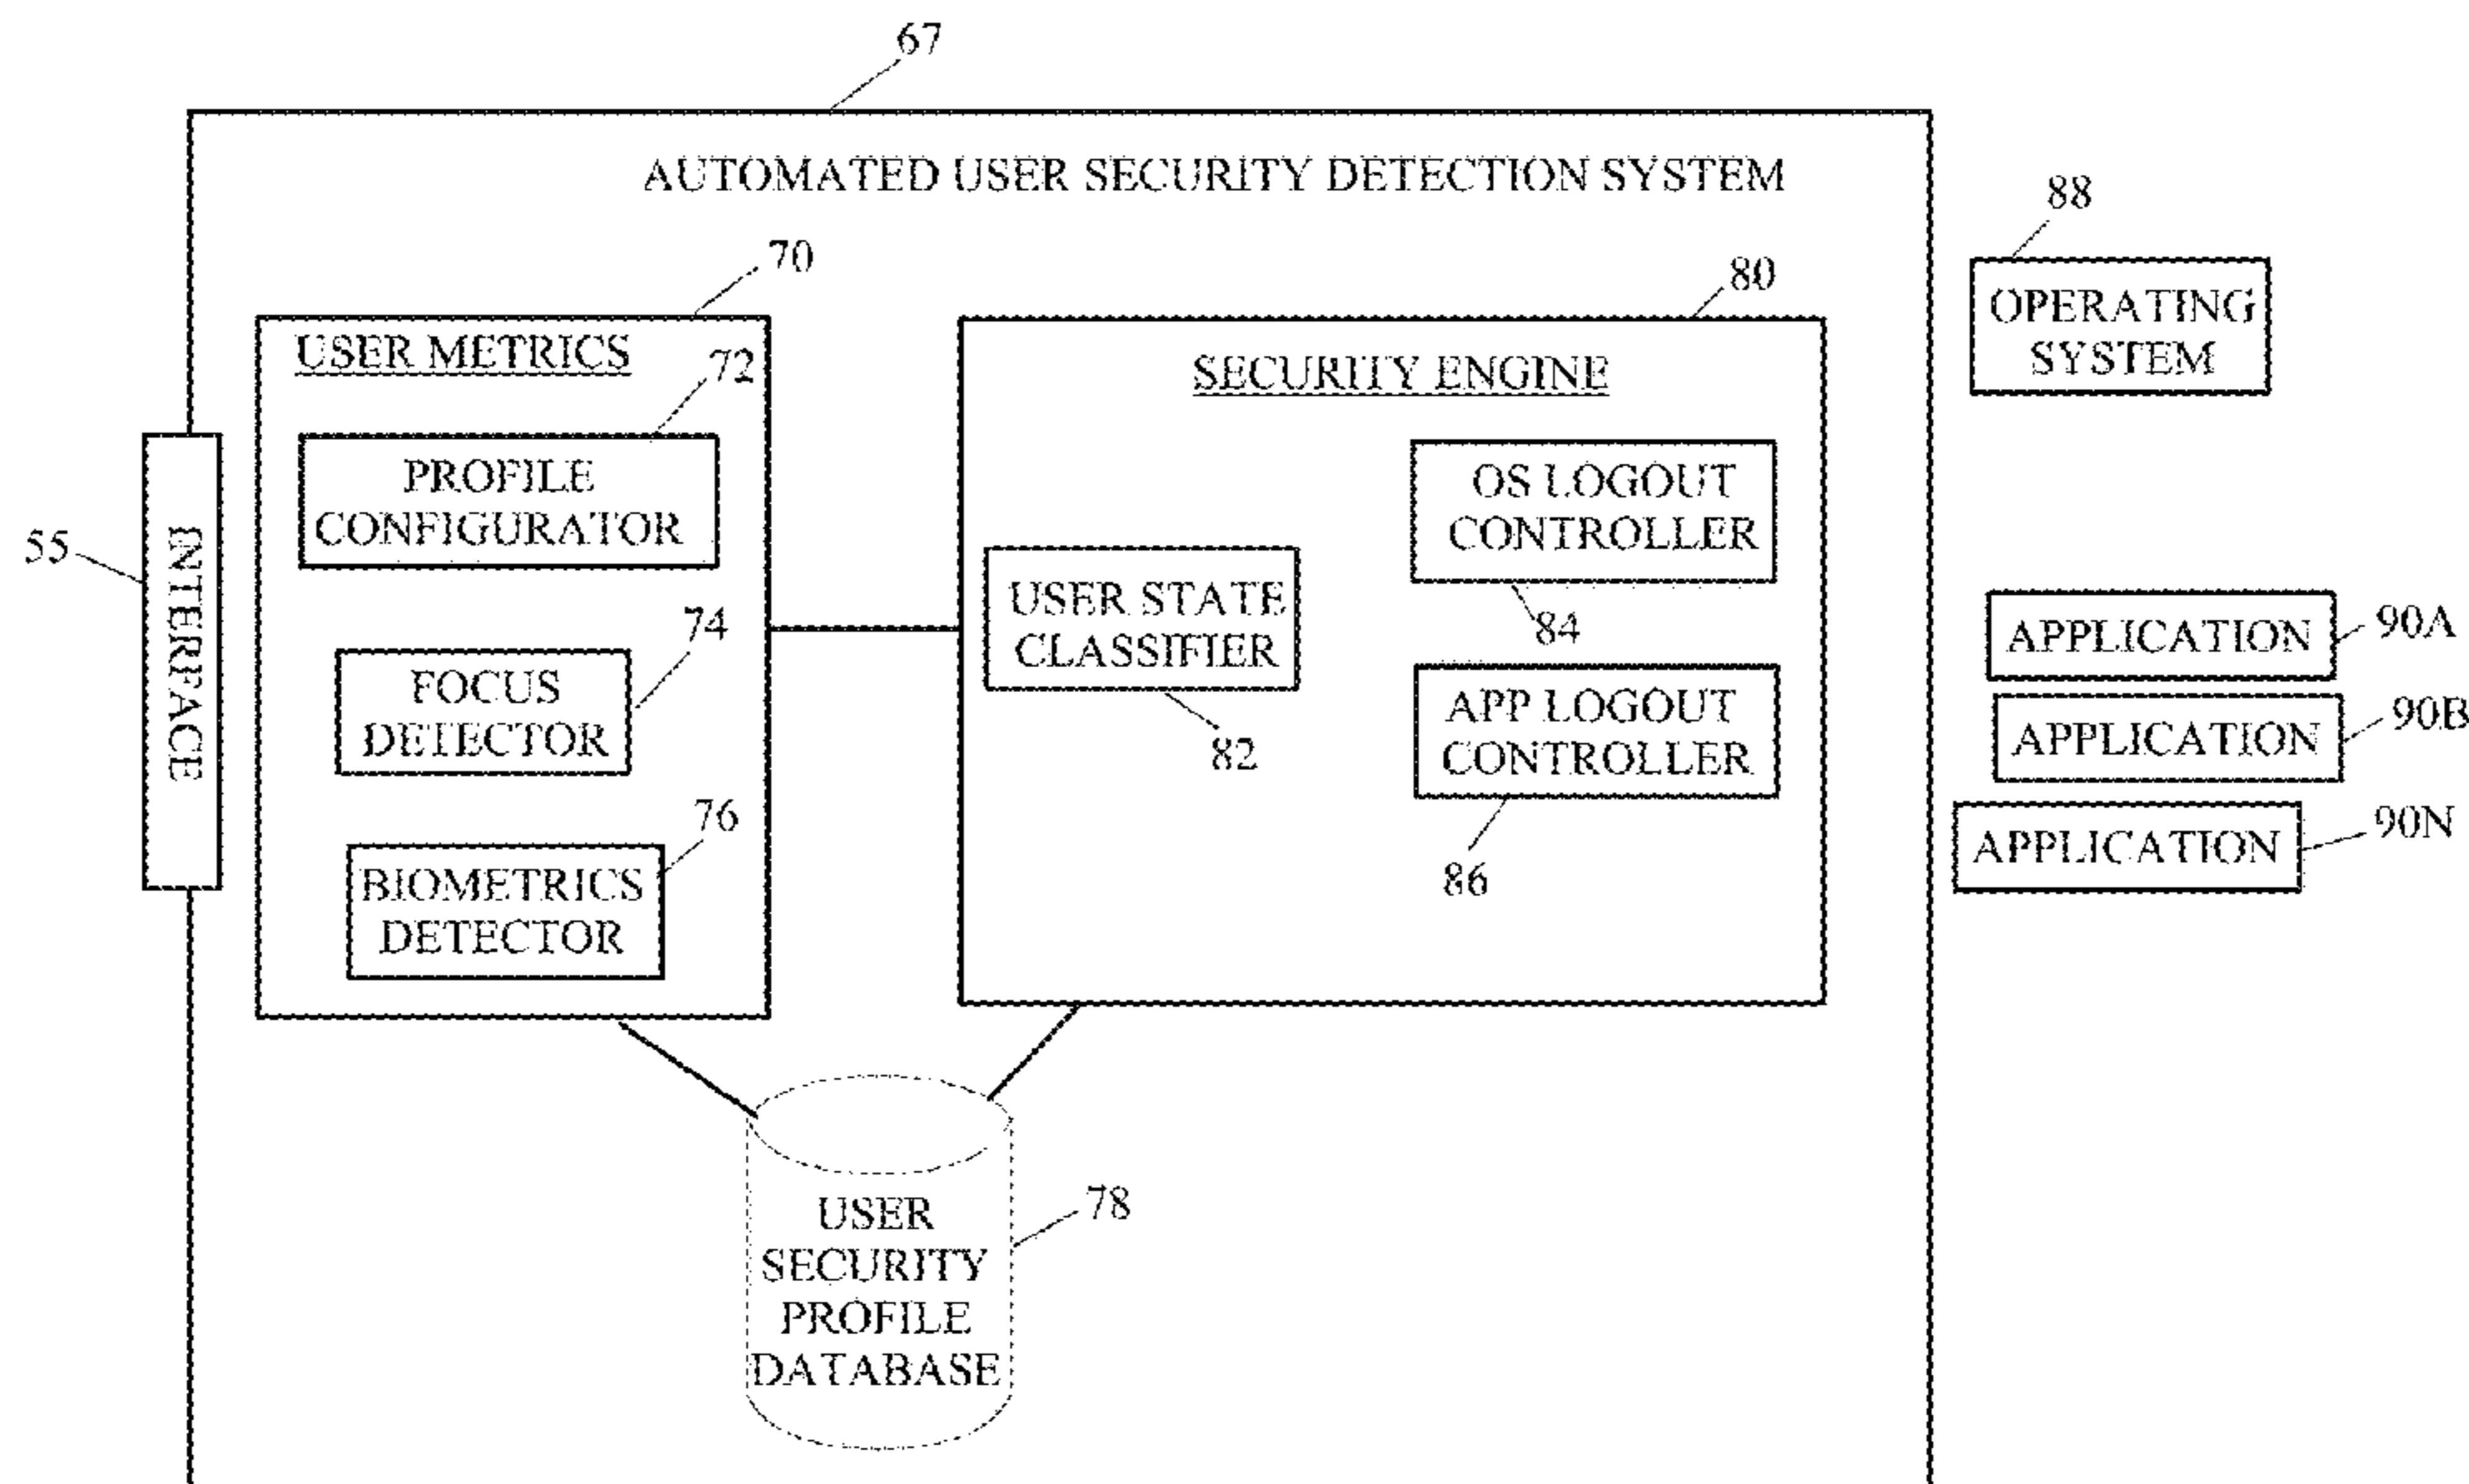 67
AUTOMATED USER SECURITY DETECTION SYSTEM
88
OPERATING
SYSTEM
70
USER METRICS
72
PROFILE
CONFIGURATOR
55
INTERFACE
74
FOCUS
DETECTOR
76
BIOMETRICS
DETECTOR
80
SECURITY ENGINE
OS LOGOUT
CONTROLLER
84
USER STATE
CLASSIFIER
82
APP LOGOUT
CONTROLLER
86
APPLICATION
90A
APPLICATION
90B
APPLICATION
90N
USER
SECURITY
PROFILE
DATABASE
78